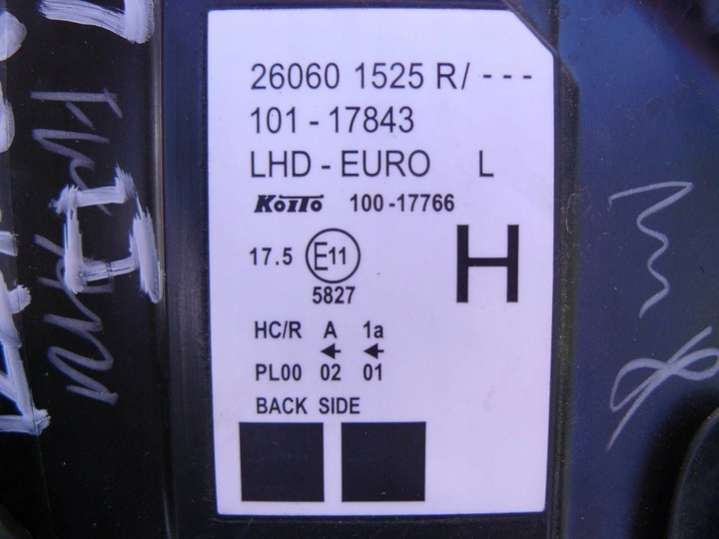 26060 1525 R/ ---
101 - 17843
LHD - EURO L
KOITO 100 -17766
17.5 E11 H
5827
HC/R A 1a
← ←
PL00 02 01
BACK SIDE